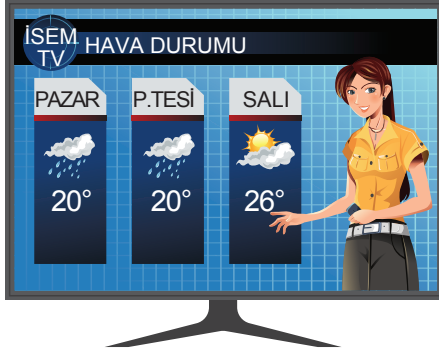 İSEM
TV
HAVA DURUMU
PAZAR P.TESİ SALI
20° 20° 26°